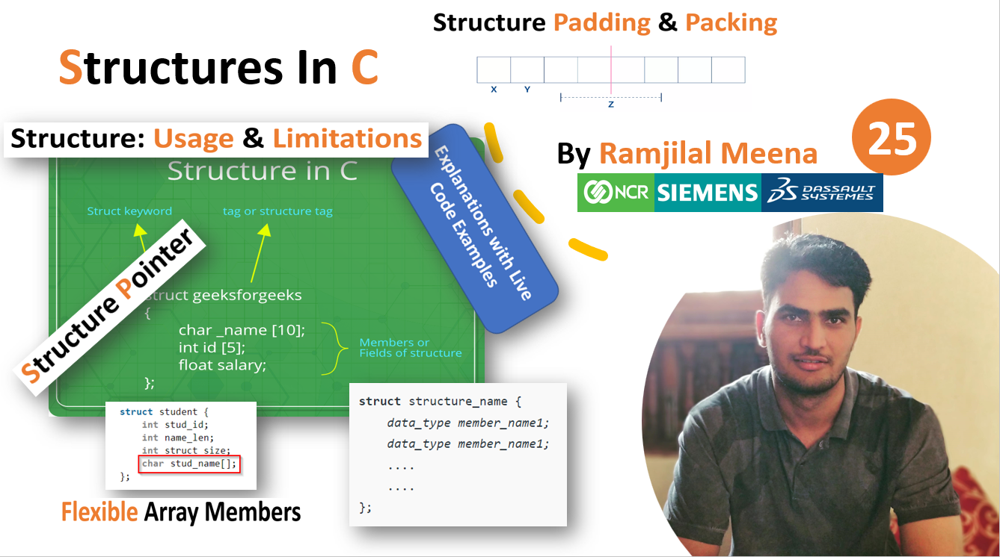 Structure Padding & Packing
X Y
Z
Structures In C
Structure: Usage & Limitations
25
By Ramjilal Meena
NCR SIEMENS DASSAULT SYSTEMES
Explanations with Live
Code Examples
Structure in C
Struct keyword tag or structure tag
Structure Pointer
struct geeksforgeeks
{
char _name [10];
int id [5];
float salary;
};
Members or
Fields of structure
struct student {
int stud_id;
int name_len;
int struct_size;
char stud_name[];
};
Flexible Array Members
struct structure_name {
data_type member_name1;
data_type member_name1;
....
....
};